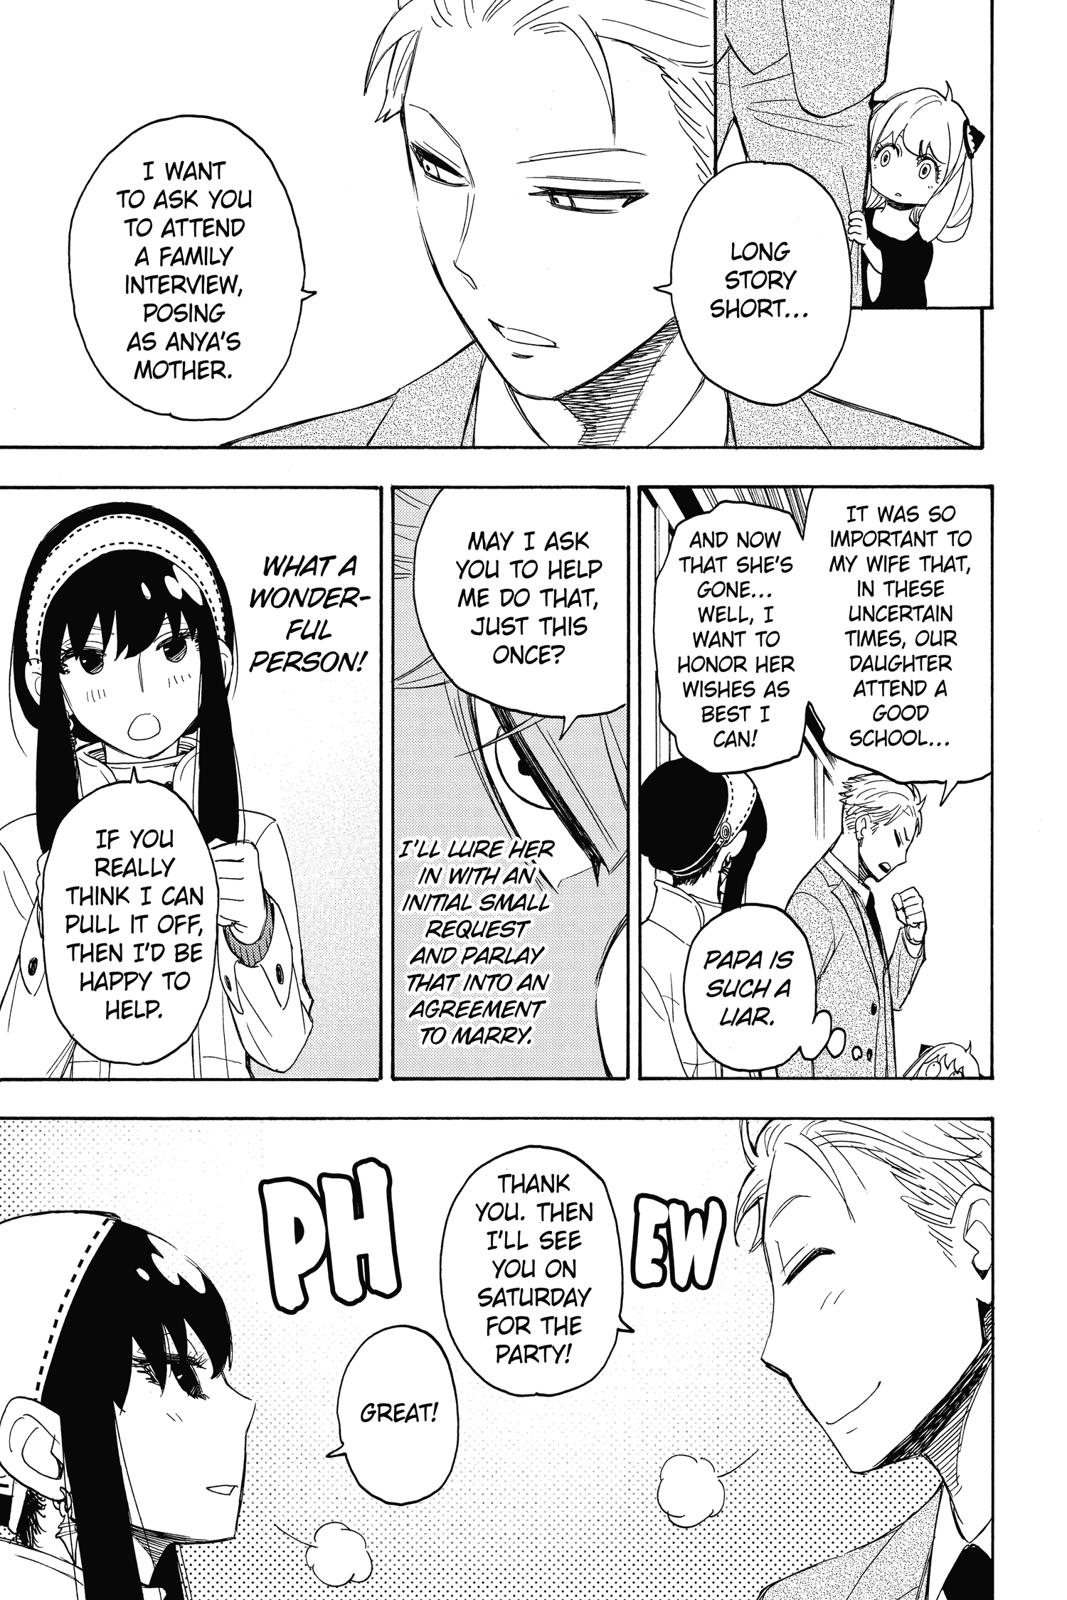 LONG
STORY
SHORT...
I WANT
TO ASK YOU
TO ATTEND
A FAMILY
INTERVIEW,
POSING
AS ANYA'S
MOTHER.
IT WAS SO
IMPORTANT TO
MY WIFE THAT,
IN THESE
UNCERTAIN
TIMES, OUR
DAUGHTER
ATTEND A
GOOD
SCHOOL...
AND NOW
THAT SHE'S
GONE...
WELL, I
WANT TO
HONOR HER
WISHES AS
BEST I
CAN!
PAPA IS
SUCH A
LIAR.
MAY I ASK
YOU TO HELP
ME DO THAT,
JUST THIS
ONCE?
I'LL LURE HER
IN WITH AN
INITIAL SMALL
REQUEST
AND PARLAY
THAT INTO AN
AGREEMENT
TO MARRY.
WHAT A
WONDER-
FUL
PERSON!
IF YOU
REALLY
THINK I CAN
PULL IT OFF,
THEN I'D BE
HAPPY TO
HELP.
THANK
YOU. THEN
I'LL SEE
YOU ON
SATURDAY
FOR THE
PARTY!
GREAT!
PH
EW